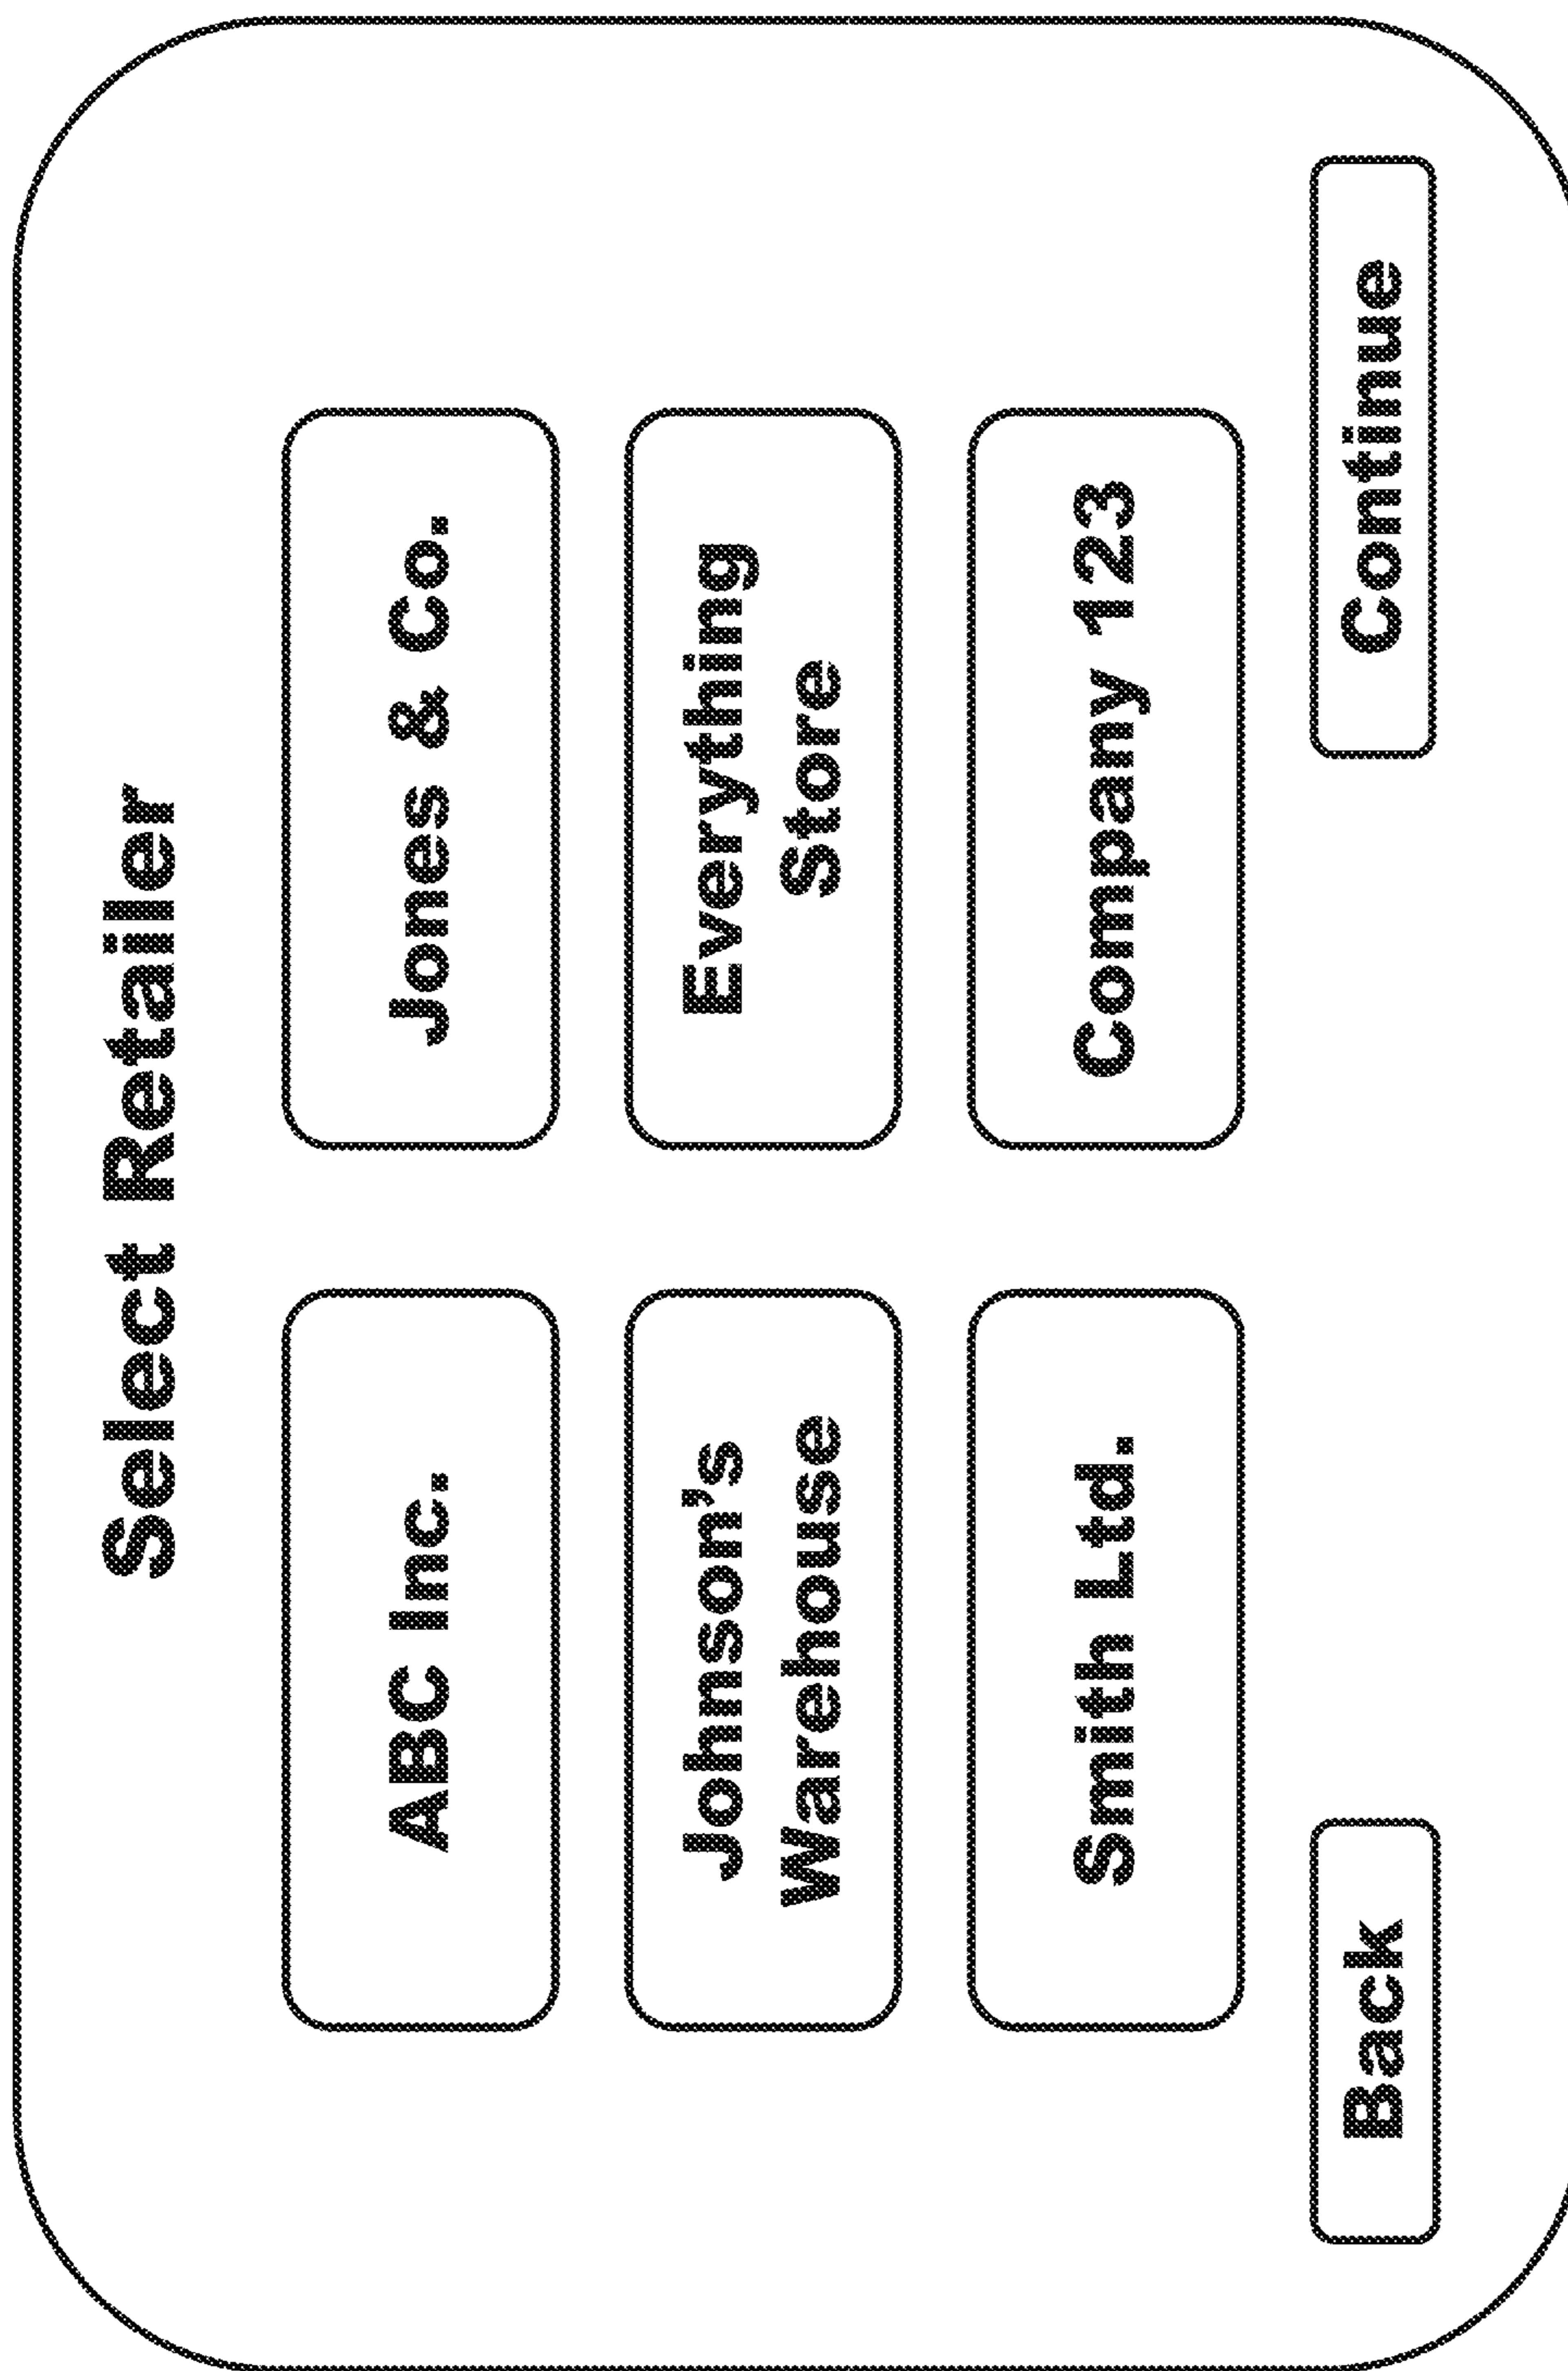 Select Retailer
ABC Inc.
Jones & Co.
Johnson's
Warehouse
Everything
Store
Smith Ltd.
Company 123
Back
Continue